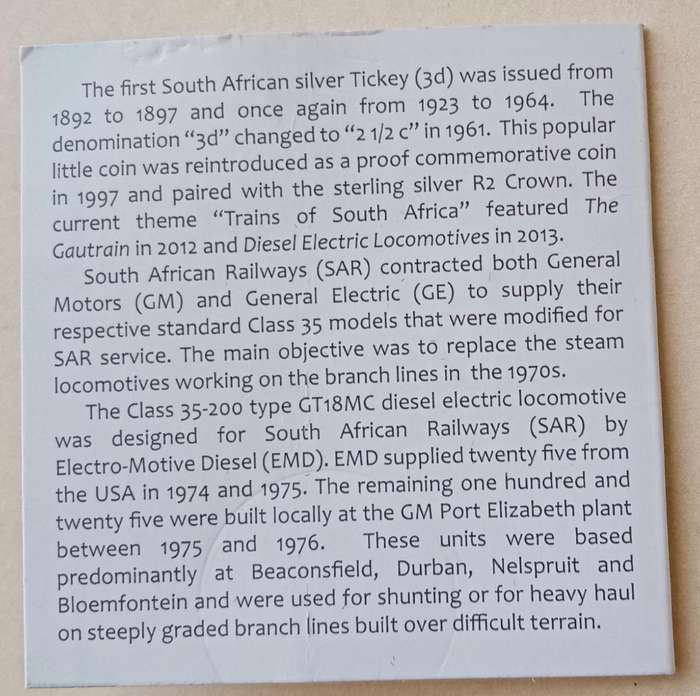 The first South African silver Tickey (3d) was issued from
1892 to 1897 and once again from 1923 to 1964. The
denomination “3d” changed to “2 1/2 c” in 1961. This popular
little coin was reintroduced as a proof commemorative coin
in 1997 and paired with the sterling silver R2 Crown. The
current theme “Trains of South Africa” featured The
Gautrain in 2012 and Diesel Electric Locomotives in 2013.
South African Railways (SAR) contracted both General
Motors (GM) and General Electric (GE) to supply their
respective standard Class 35 models that were modified for
SAR service. The main objective was to replace the steam
locomotives working on the branch lines in the 1970s.
The Class 35-200 type GT18MC diesel electric locomotive
was designed for South African Railways (SAR) by
Electro-Motive Diesel (EMD). EMD supplied twenty five from
the USA in 1974 and 1975. The remaining one hundred and
twenty five were built locally at the GM Port Elizabeth plant
between 1975 and 1976. These units were based
predominantly at Beaconsfield, Durban, Nelspruit and
Bloemfontein and were used for shunting or for heavy haul
on steeply graded branch lines built over difficult terrain.